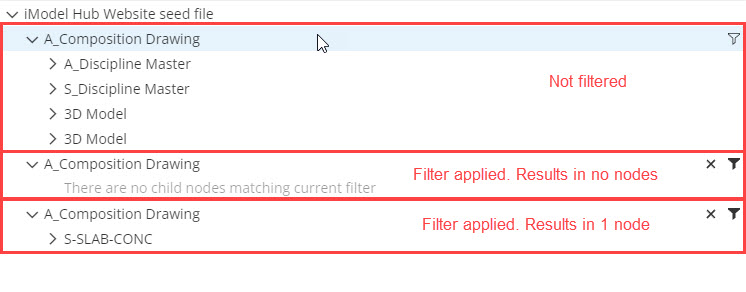 iModel Hub Website seed file
A_Composition Drawing
A_Discipline Master
S_Discipline Master
Not filtered
3D Model
3D Model
A_Composition Drawing
There are no child nodes matching current filter
Filter applied. Results in no nodes
A_Composition Drawing
Filter applied. Results in 1 node
S-SLAB-CONC